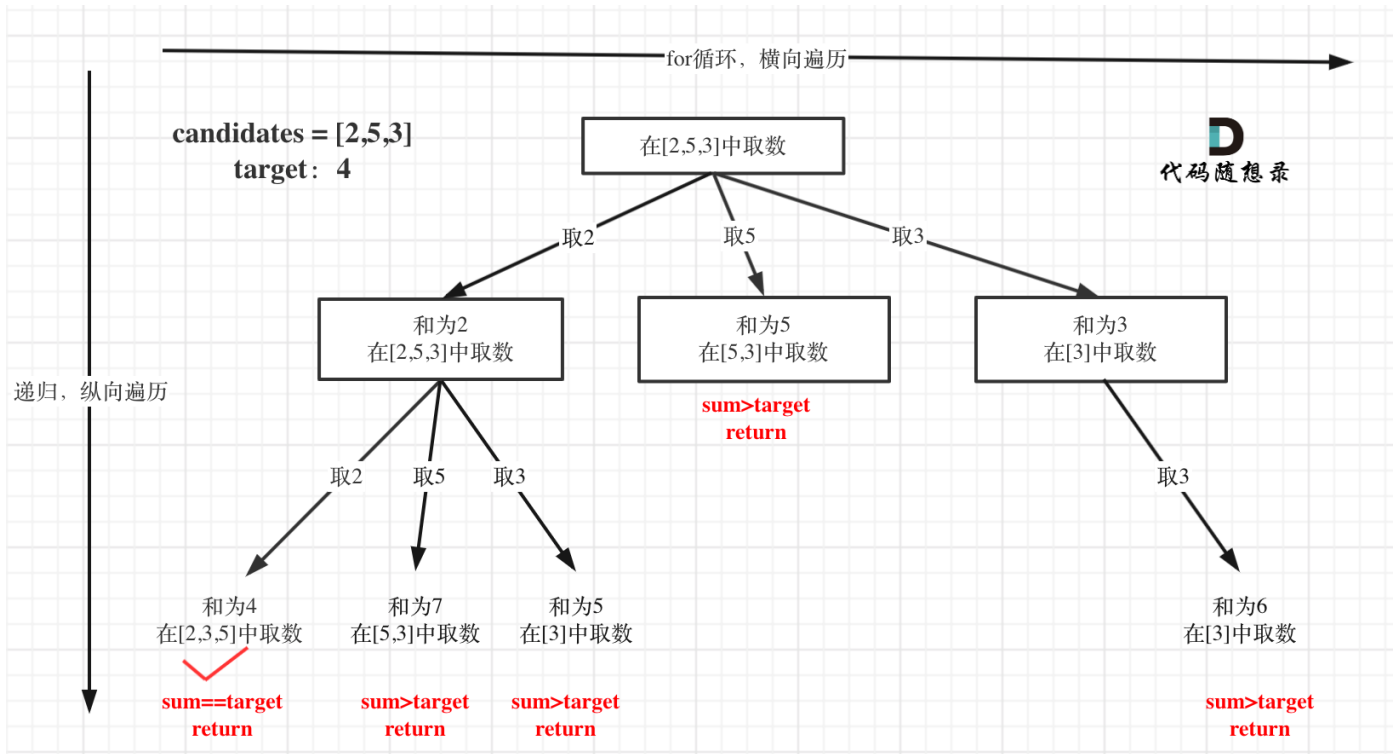 for循环，横向遍历
candidates = [2,5,3]
target： 4
在[2,5,3]中取数
代码随想录
取2
取5
取3
和为2
在[2,5,3]中取数
和为5
在[5,3]中取数
和为3
在[3]中取数
递归，纵向遍历
sum>target
return
取2
取5
取3
取3
和为4
在[2,3,5]中取数
和为7
在[5,3]中取数
和为5
在[3]中取数
和为6
在[3]中取数
sum==target
return
sum>target
return
sum>target
return
sum>target
return